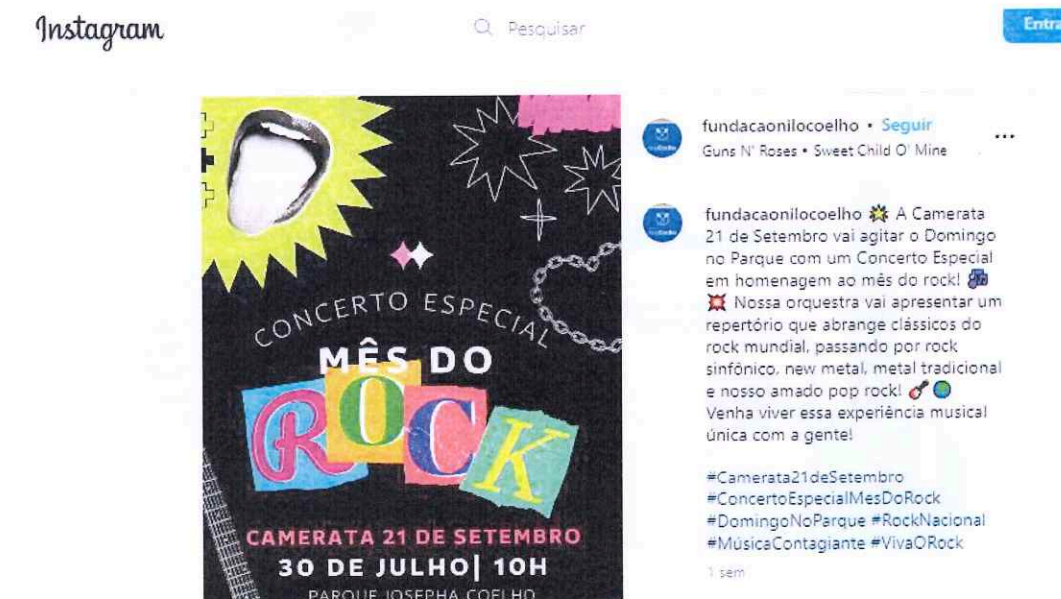 Instagram
Pesquisar
CONCERTO ESPECIAL
MÊS DO
ROCK
CAMERATA 21 DE SETEMBRO
30 DE JULHO| 10H
PARQUE JOSEPHA COELHO
fundacaonilocoelho • Seguir
Guns N' Roses • Sweet Child O' Mine
fundacaonilocoelho 💥 A Camerata
21 de Setembro vai agitar o Domingo
no Parque com um Concerto Especial
em homenagem ao mês do rock! 🎸
💥 Nossa orquestra vai apresentar um
repertório que abrange clássicos do
rock mundial, passando por rock
sinfônico, new metal, metal tradicional
e nosso amado pop rock! 🎸🌎
Venha viver essa experiência musical
única com a gente!
#Camerata21deSetembro
#ConcertoEspecialMesDoRock
#DomingoNoParque #RockNacional
#MúsicaContagiante #VivaORock
1 sem